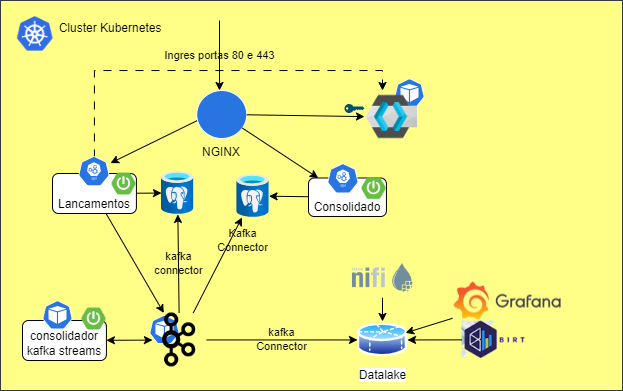 Cluster Kubernetes
Ingres portas 80 e 443
NGINX
Lancamentos
Consolidado
Kafka
Connector
kafka
connector
nifi
Grafana
consolidador
kafka streams
kafka
Connector
BIRT
Datalake